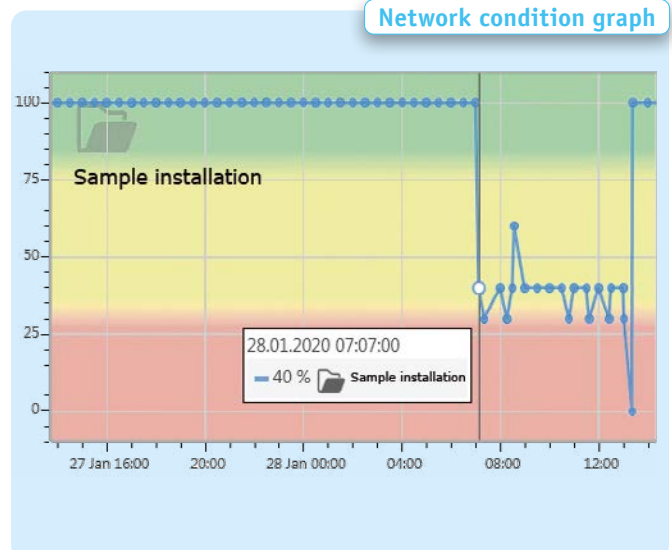 Network condition graph
100
Sample installation
75
50
25
28.01.2020 07:07:00
40 % Sample installation
0
27 Jan 16:00 20:00 28 Jan 00:00 04:00 08:00 12:00